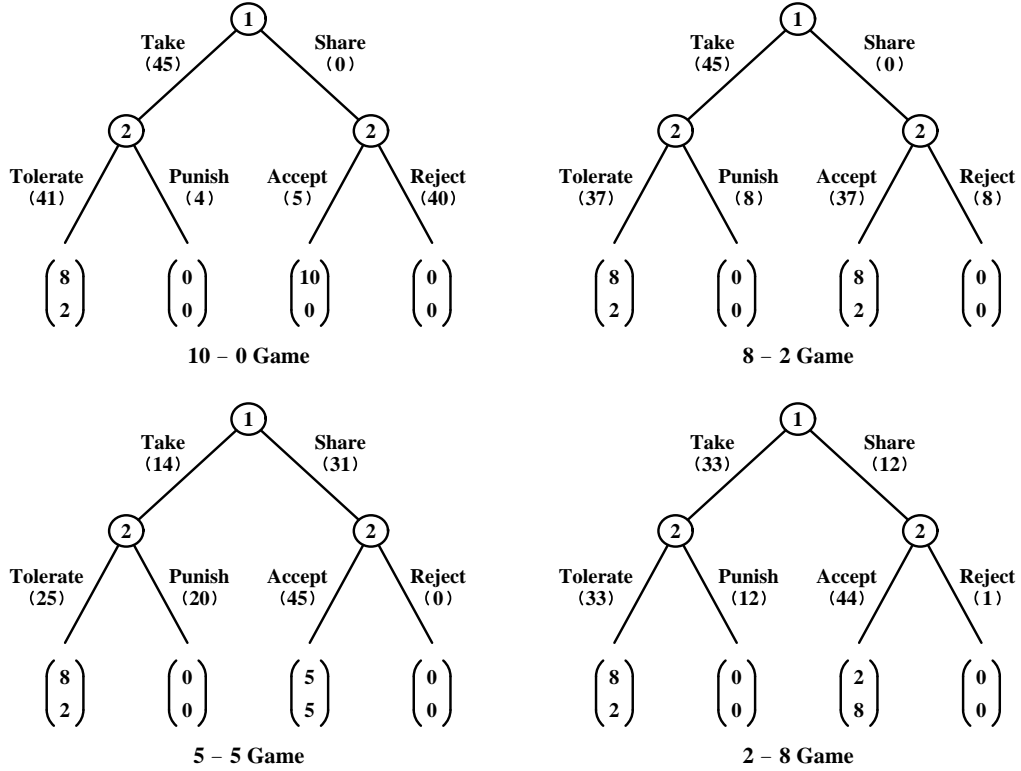 1 1
Take Share Take Share
(45) (0) (45) (0)
2 2 2 2
Tolerate Punish Accept Reject Tolerate Punish Accept Reject
(41) (4) (5) (40) (37) (8) (37) (8)
8 0 10 0 8 0 8 0
2 0 0 0 2 0 2 0
10 – 0 Game 8 – 2 Game
1 1
Take Share Take Share
(14) (31) (33) (12)
2 2 2 2
Tolerate Punish Accept Reject Tolerate Punish Accept Reject
(25) (20) (45) (0) (33) (12) (44) (1)
8 0 5 0 8 0 2 0
2 0 5 0 2 0 8 0
5 – 5 Game 2 – 8 Game